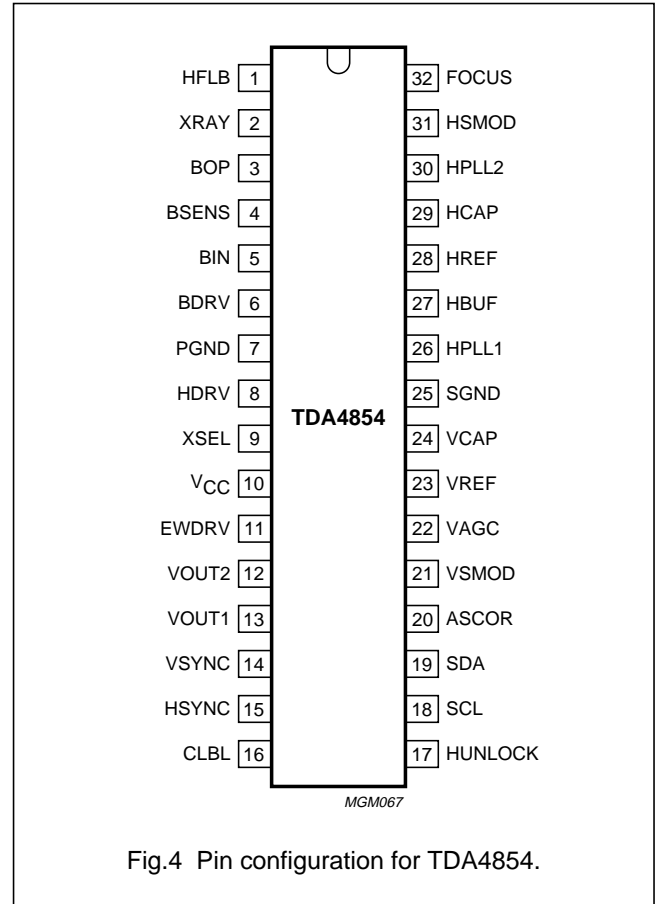 HFLB 1 32 FOCUS
XRAY 2 31 HSMOD
BOP 3 30 HPLL2
BSENS 4 29 HCAP
BIN 5 28 HREF
BDRV 6 27 HBUF
PGND 7 26 HPLL1
HDRV 8 25 SGND
TDA4854
XSEL 9 24 VCAP
VCC 10 23 VREF
EWDRV 11 22 VAGC
VOUT2 12 21 VSMOD
VOUT1 13 20 ASCOR
VSYNC 14 19 SDA
HSYNC 15 18 SCL
CLBL 16 17 HUNLOCK
MGM067
Fig.4 Pin configuration for TDA4854.